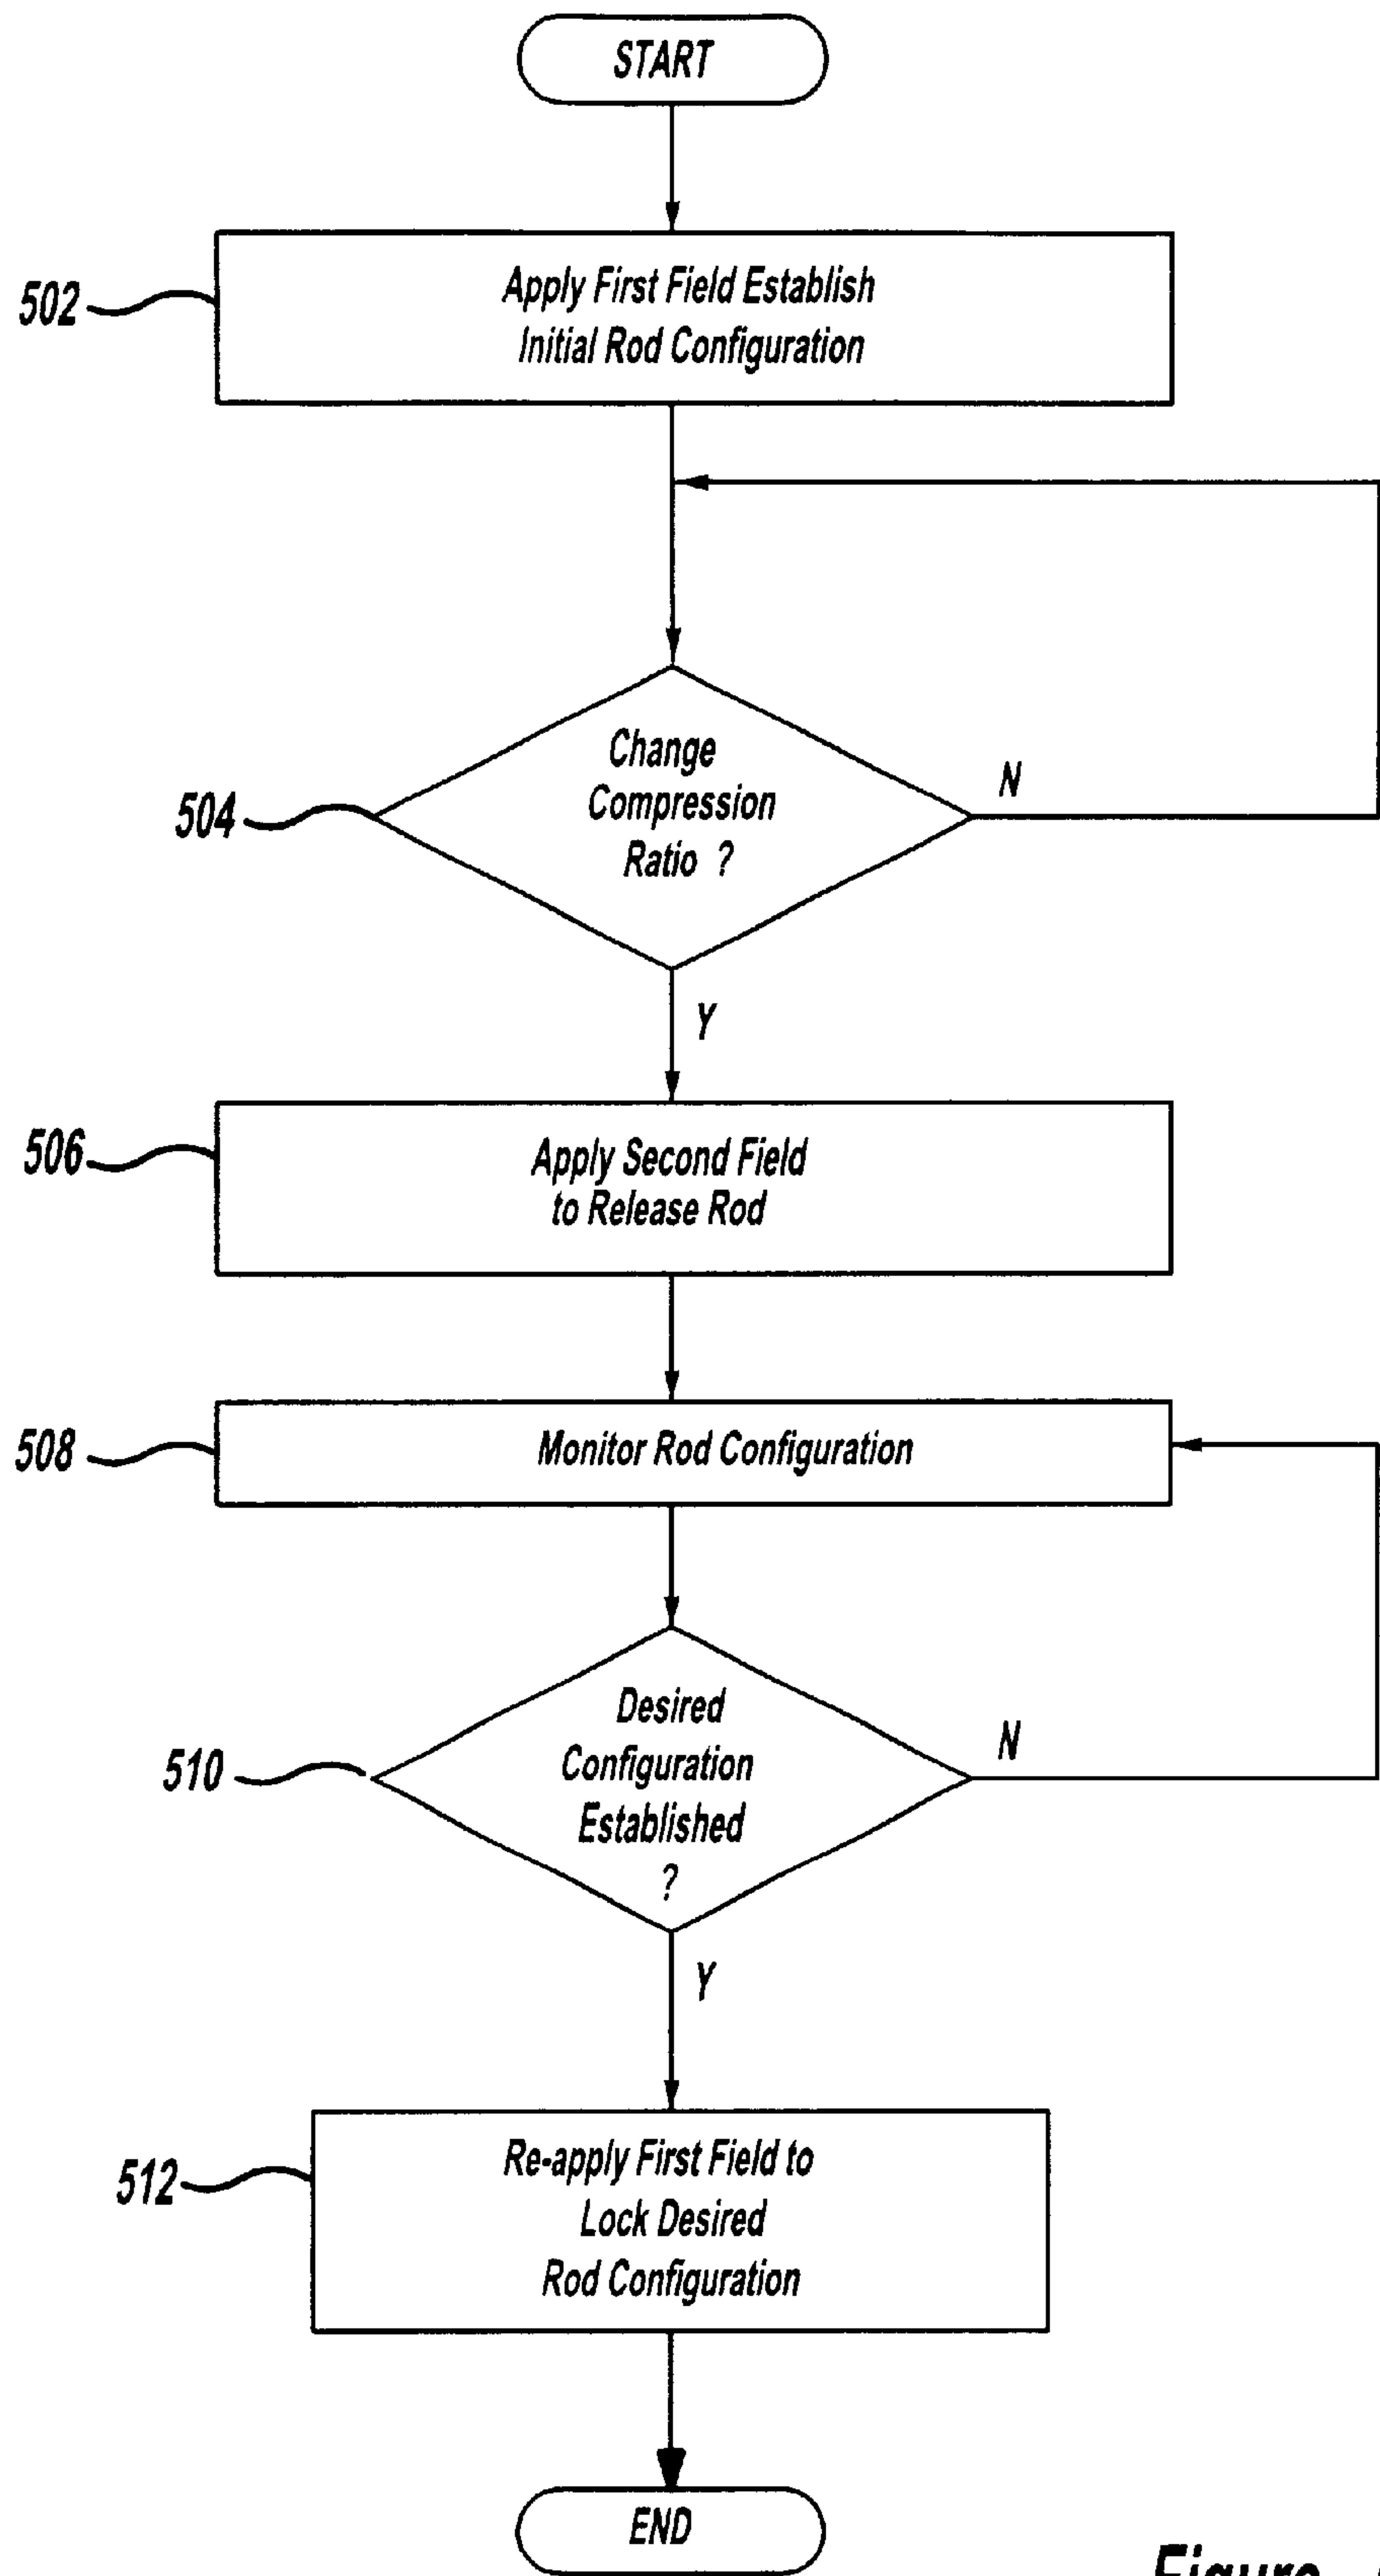 START
502
Apply First Field Establish
Initial Rod Configuration
504
Change
Compression
Ratio ?
N
Y
506
Apply Second Field
to Release Rod
508
Monitor Rod Configuration
510
Desired
Configuration
Established
?
N
Y
512
Re-apply First Field to
Lock Desired
Rod Configuration
END
Figure